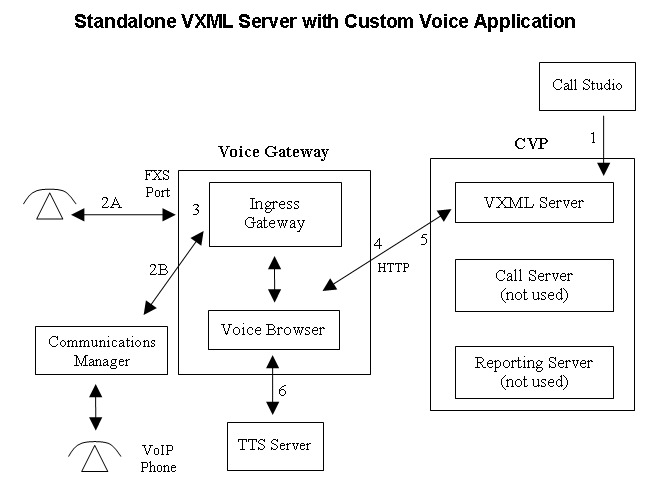 Standalone VXML Server with Custom Voice Application
Call Studio
1
CVP
Voice Gateway
FXS
Port
2A
3
Ingress
Gateway
VXML Server
4
5
HTTP
2B
Call Server
(not used)
Voice Browser
Communications
Manager
Reporting Server
(not used)
6
TTS Server
VoIP
Phone